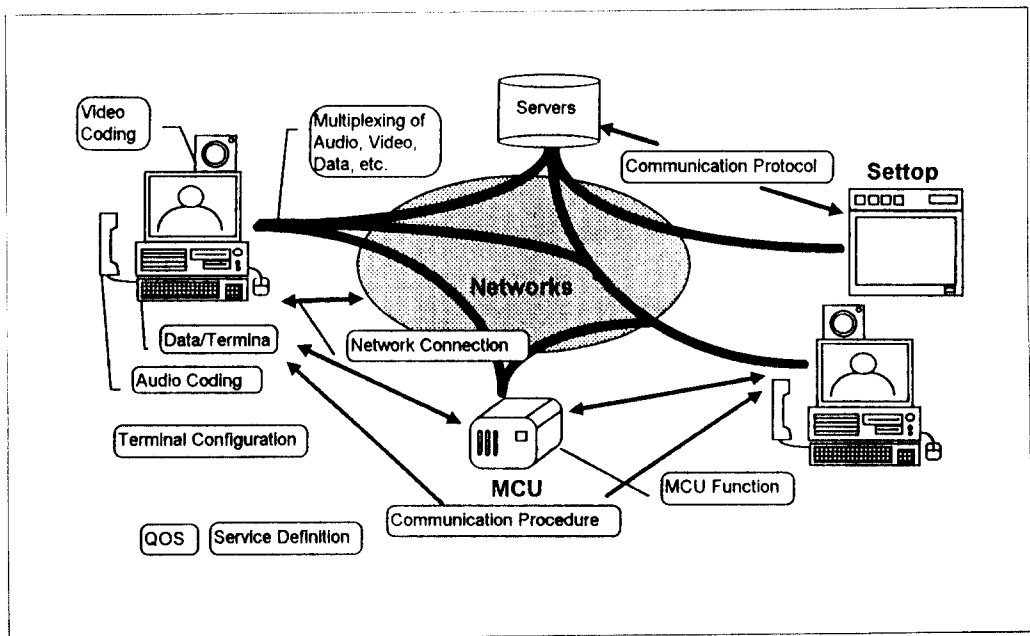 Video
Coding
Multiplexing of
Audio, Video,
Data, etc.
Servers
Communication Protocol
Settop
Networks
Data/Termina
Network Connection
Audio Coding
Terminal Configuration
MCU
MCU Function
Communication Procedure
QOS
Service Definition